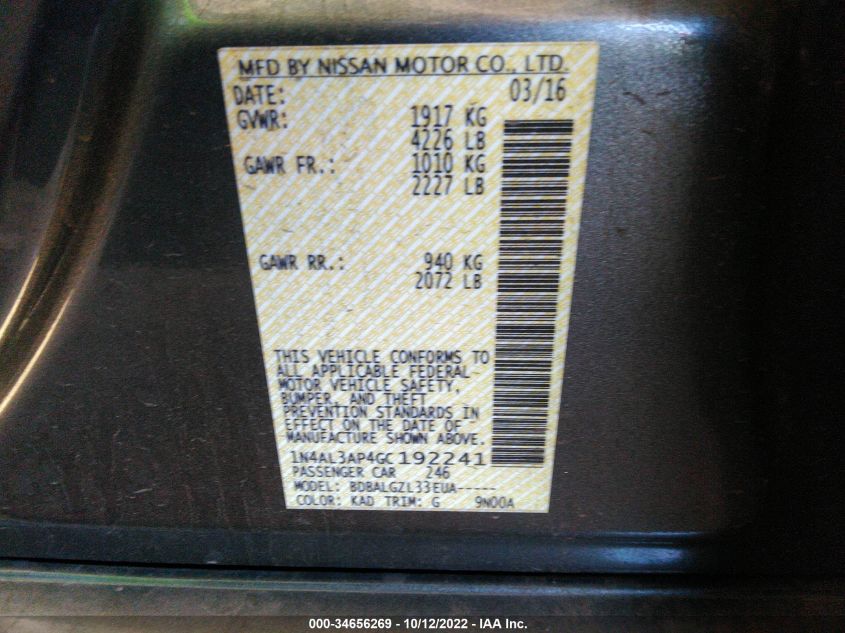 MFD BY NISSAN MOTOR CO., LTD.
DATE: 03/16
GVWR: 1917 KG
4226 LB
GAWR FR.: 1010 KG
2227 LB
GAWR RR.: 940 KG
2072 LB
THIS VEHICLE CONFORMS TO
ALL APPLICABLE FEDERAL
MOTOR VEHICLE SAFETY,
BUMPER, AND THEFT
PREVENTION STANDARDS IN
EFFECT ON THE DATE OF
MANUFACTURE SHOWN ABOVE.
1N4AL3AP4GC192241
PASSENGER CAR 246
MODEL: BDBALGZL33EUA-----
COLOR: KAD TRIM: G 9N00A
000-34656269 - 10/12/2022 - IAA Inc.